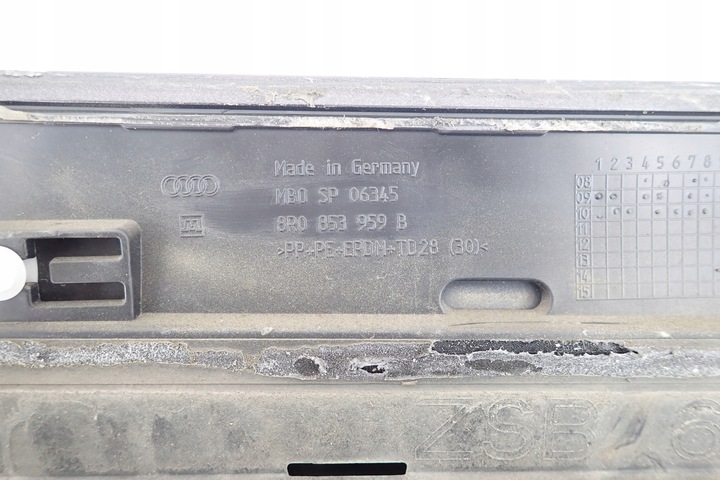 Made in Germany
MBO SP 06345
8R0 853 959 B
>PP+PE-EPDM-TD28 (30)<
1 2 3 4 5 6 7 8
08
09
10
11
12
13
14
15
ZSB